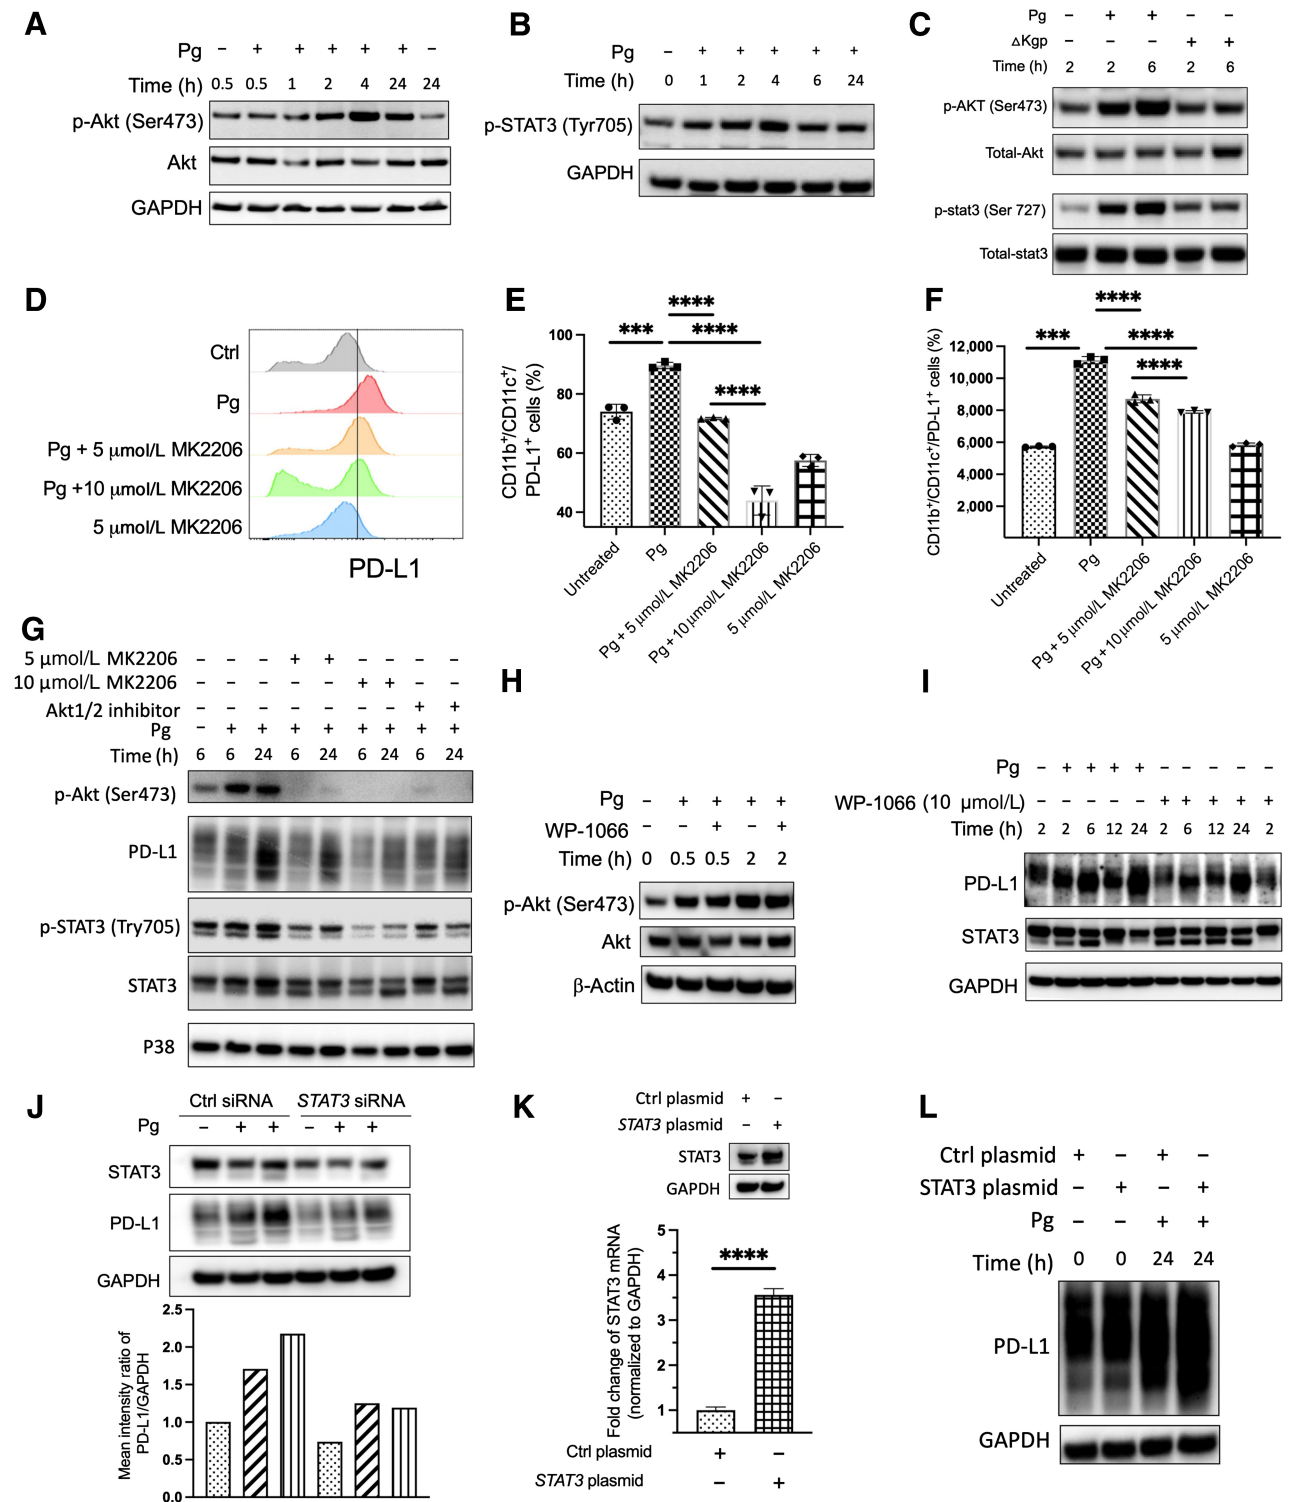 A
Pg − + + + + + −
Time (h) 0.5 0.5 1 2 4 24 24
p-Akt (Ser473)
Akt
GAPDH
B
Pg − + + + + +
Time (h) 0 1 2 4 6 24
p-STAT3 (Tyr705)
GAPDH
C
Pg − + + − −
△Kgp − − − + +
Time (h) 2 2 6 2 6
p-AKT (Ser473)
Total-Akt
p-stat3 (Ser 727)
Total-stat3
D
Ctrl
Pg
Pg + 5 μmol/L MK2206
Pg +10 μmol/L MK2206
5 μmol/L MK2206
PD-L1
E
CD11b+/CD11c+/
PD-L1+ cells (%)
100
80
60
40
****
*** ****
****
Untreated
Pg
Pg + 5 μmol/L MK2206
Pg + 10 μmol/L MK2206
5 μmol/L MK2206
F
CD11b+/CD11c+/PD-L1+ cells (%)
12,000
10,000
8,000
6,000
4,000
2,000
****
*** ****
****
Untreated
Pg
Pg + 5 μmol/L MK2206
Pg + 10 μmol/L MK2206
5 μmol/L MK2206
G
5 μmol/L MK2206 − − − + + − − − −
10 μmol/L MK2206 − − − − − + + − −
Akt1/2 inhibitor − − − − − − − + +
Pg − + + + + + + + +
Time (h) 6 6 24 6 24 6 24 6 24
p-Akt (Ser473)
PD-L1
p-STAT3 (Try705)
STAT3
P38
H
Pg − + + + +
WP-1066 − − + − +
Time (h) 0 0.5 0.5 2 2
p-Akt (Ser473)
Akt
β-Actin
I
Pg − + + + + − − − − −
WP-1066 (10 μmol/L) − − − − − + + + + +
Time (h) 2 2 6 12 24 2 6 12 24 2
PD-L1
STAT3
GAPDH
J
Ctrl siRNA STAT3 siRNA
Pg − + + − + +
STAT3
PD-L1
GAPDH
Mean intensity ratio of
PD-L1/GAPDH
2.5
2.0
1.5
1.0
0.5
0.0
K
Ctrl plasmid + −
STAT3 plasmid − +
STAT3
GAPDH
Fold change of STAT3 mRNA
(normalized to GAPDH)
5
4
3
2
1
****
Ctrl plasmid + −
STAT3 plasmid − +
L
Ctrl plasmid + − + −
STAT3 plasmid − + − +
Pg − − + +
Time (h) 0 0 24 24
PD-L1
GAPDH